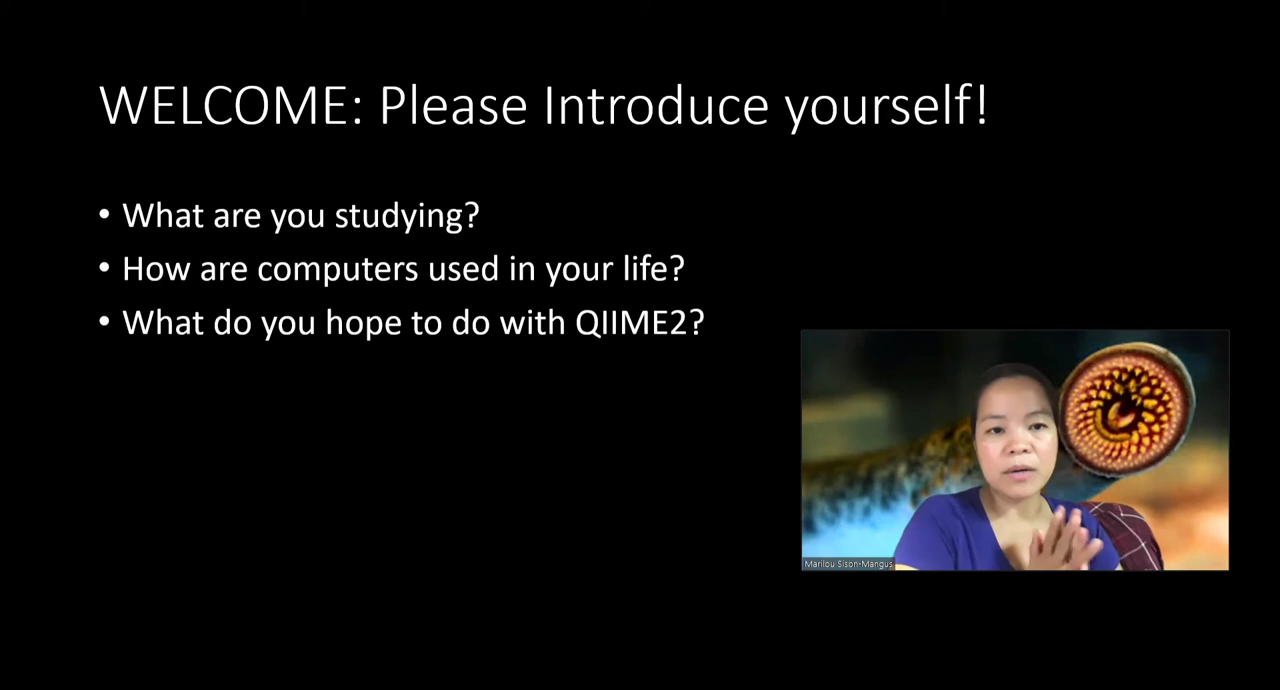 WELCOME: Please Introduce yourself!
• What are you studying?
• How are computers used in your life?
• What do you hope to do with QIIME2?
Marilou Sison-Mangus